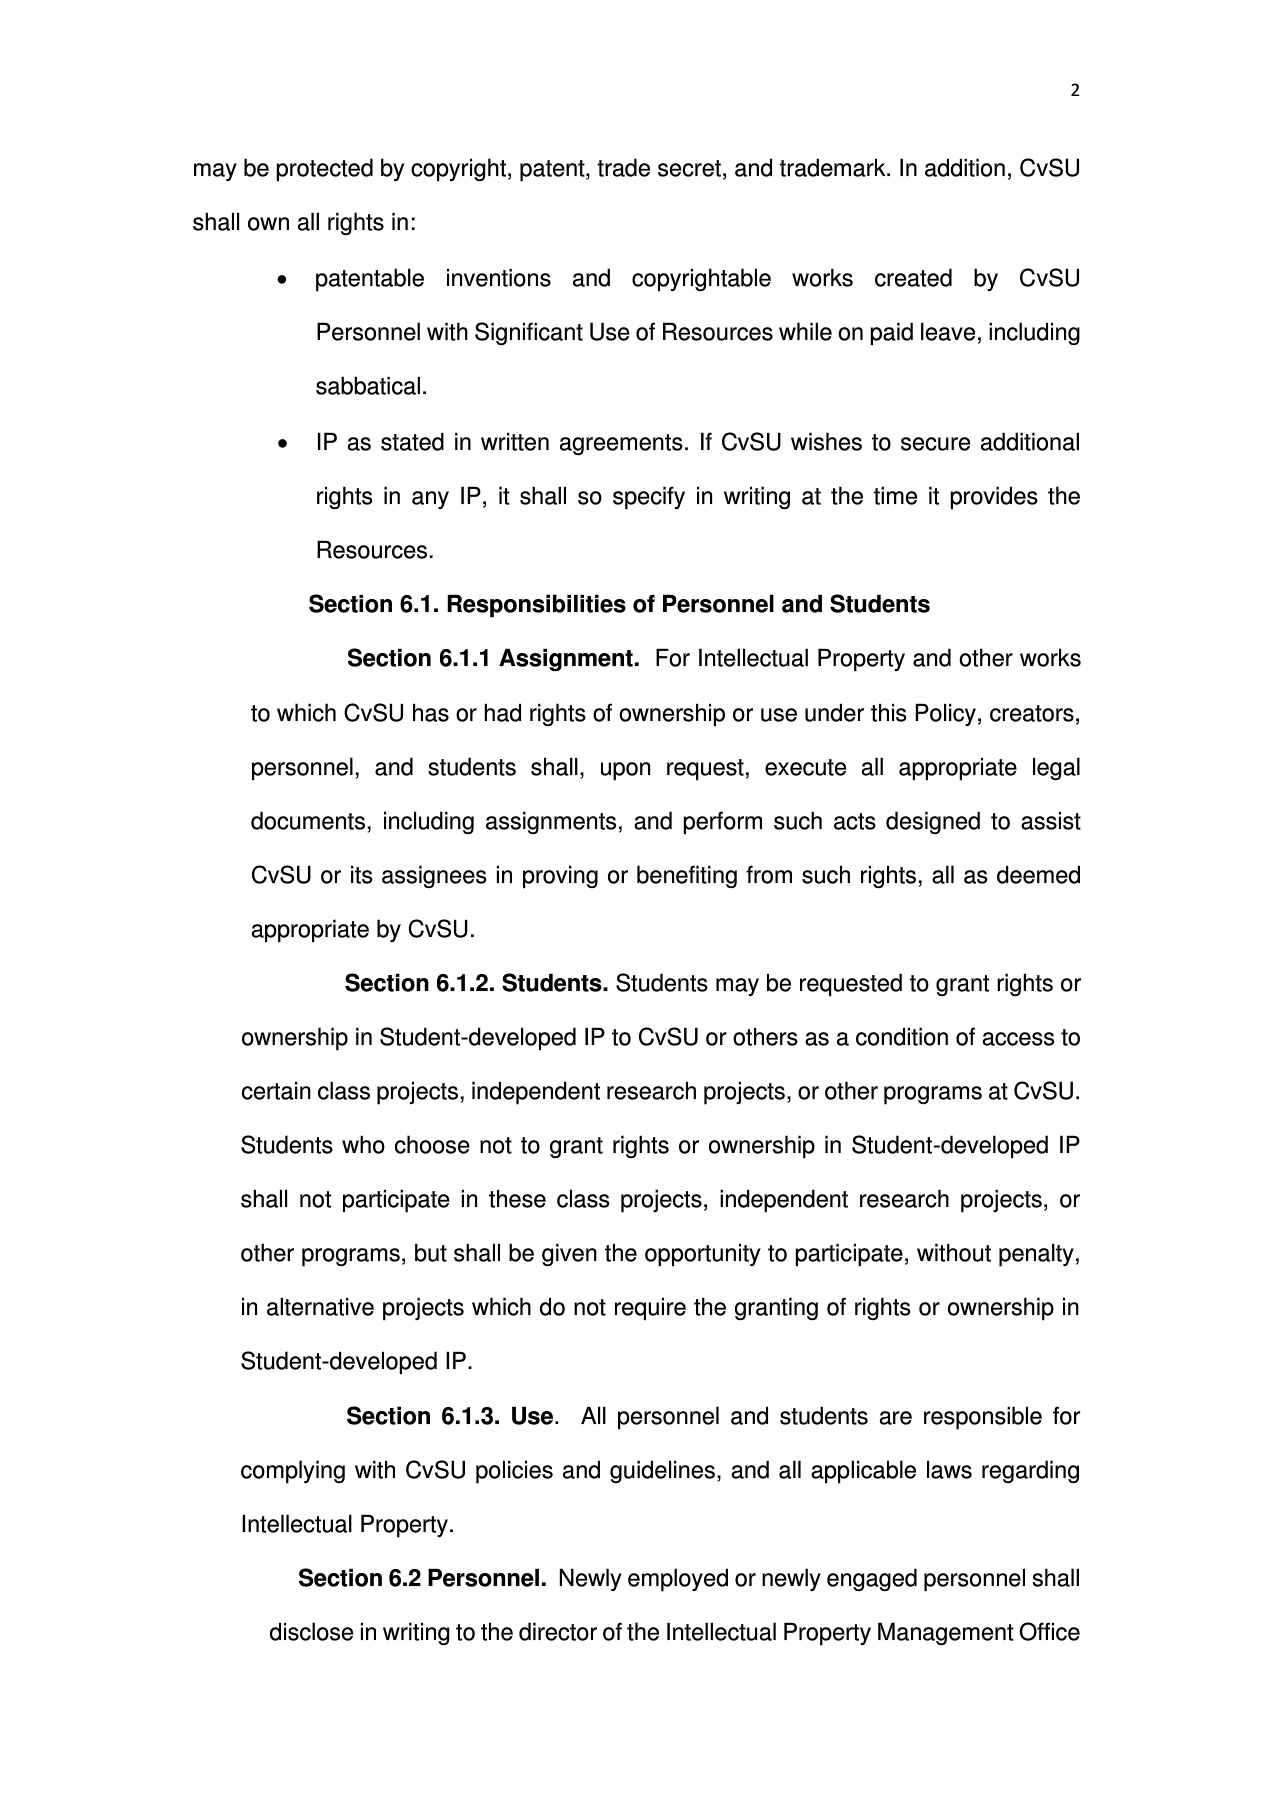 2
may be protected by copyright, patent, trade secret, and trademark. In addition, CvSU
shall own all rights in:
• patentable inventions and copyrightable works created by CvSU
Personnel with Significant Use of Resources while on paid leave, including
sabbatical.
• IP as stated in written agreements. If CvSU wishes to secure additional
rights in any IP, it shall so specify in writing at the time it provides the
Resources.
Section 6.1. Responsibilities of Personnel and Students
Section 6.1.1 Assignment. For Intellectual Property and other works
to which CvSU has or had rights of ownership or use under this Policy, creators,
personnel, and students shall, upon request, execute all appropriate legal
documents, including assignments, and perform such acts designed to assist
CvSU or its assignees in proving or benefiting from such rights, all as deemed
appropriate by CvSU.
Section 6.1.2. Students. Students may be requested to grant rights or
ownership in Student-developed IP to CvSU or others as a condition of access to
certain class projects, independent research projects, or other programs at CvSU.
Students who choose not to grant rights or ownership in Student-developed IP
shall not participate in these class projects, independent research projects, or
other programs, but shall be given the opportunity to participate, without penalty,
in alternative projects which do not require the granting of rights or ownership in
Student-developed IP.
Section 6.1.3. Use. All personnel and students are responsible for
complying with CvSU policies and guidelines, and all applicable laws regarding
Intellectual Property.
Section 6.2 Personnel. Newly employed or newly engaged personnel shall
disclose in writing to the director of the Intellectual Property Management Office